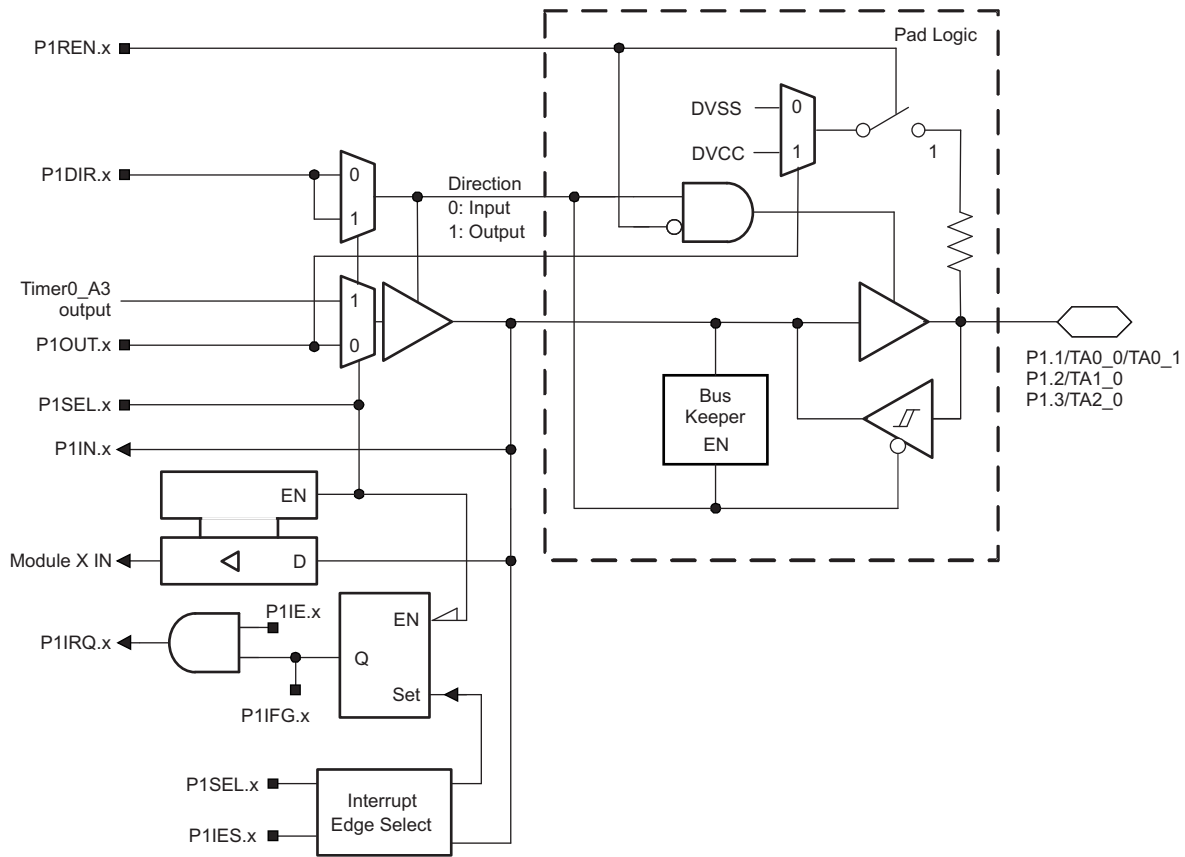 Pad Logic
P1REN.x
DVSS
0
DVCC
1
1
P1DIR.x
0
1
Direction
0: Input
1: Output
Timer0_A3
output
1
P1OUT.x
0
P1.1/TA0_0/TA0_1
P1.2/TA1_0
P1.3/TA2_0
P1SEL.x
Bus
Keeper
EN
P1IN.x
EN
Module X IN
D
P1IE.x
EN
P1IRQ.x
Q
Set
P1IFG.x
P1SEL.x
Interrupt
Edge Select
P1IES.x